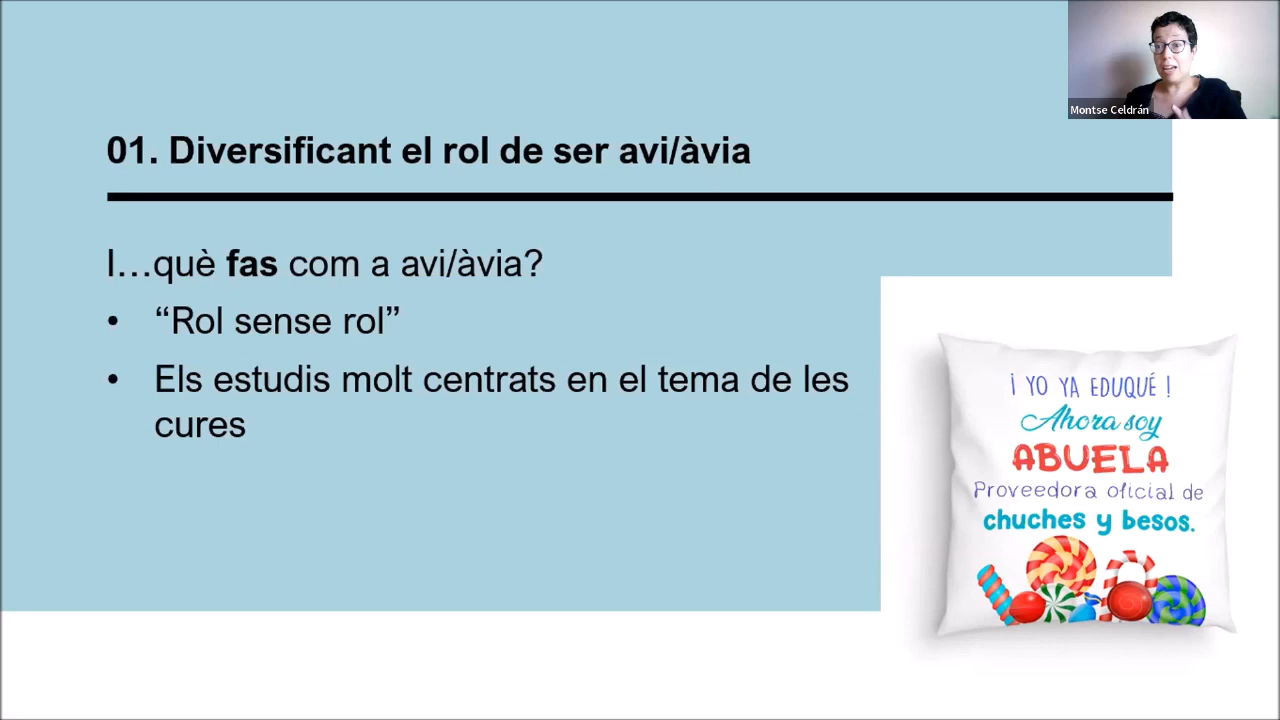 Montse Celdrán
01. Diversificant el rol de ser avi/àvia
I…què fas com a avi/àvia?
• “Rol sense rol”
• Els estudis molt centrats en el tema de les
cures
¡ YO YA EDUQUÉ !
Ahora soy
ABUELA
Proveedora oficial de
chuches y besos.